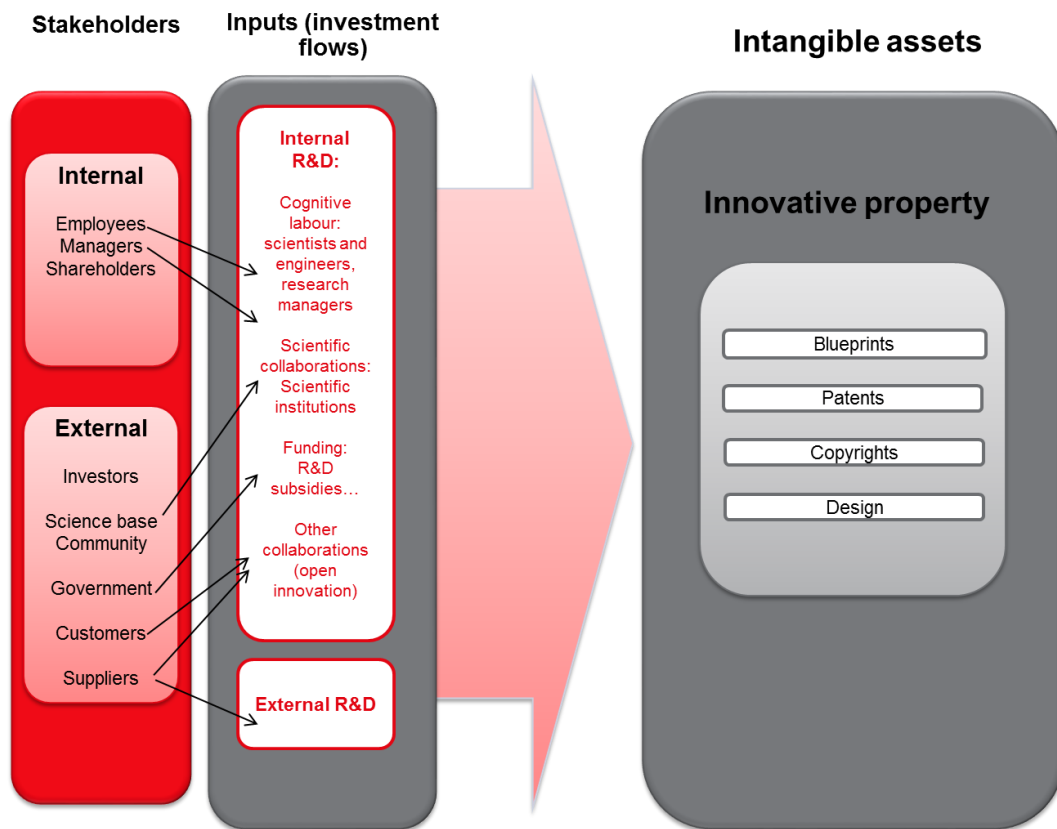 Stakeholders
Inputs (investment
flows)
Intangible assets
Internal
Employees
Managers
Shareholders
External
Investors
Science base
Community
Government
Customers
Suppliers
Internal
R&D:
Cognitive
labour:
scientists and
engineers,
research
managers
Scientific
collaborations:
Scientific
institutions
Funding:
R&D
subsidies…
Other
collaborations
(open
innovation)
External R&D
Innovative property
Blueprints
Patents
Copyrights
Design